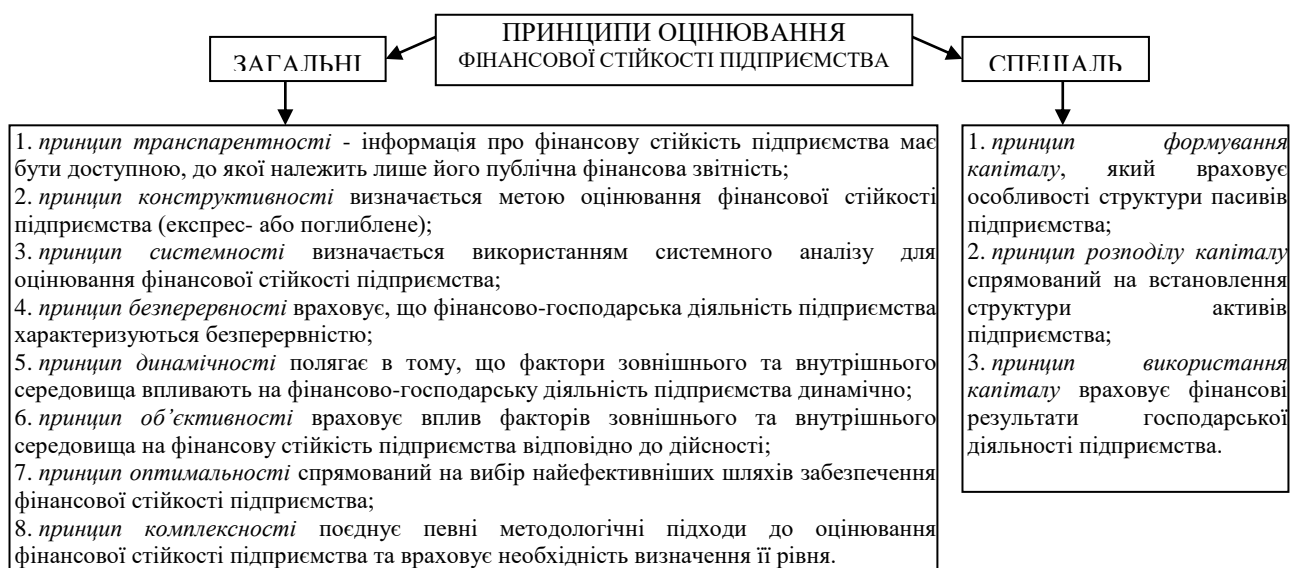 ПРИНЦИПИ ОЦІНЮВАННЯ
ФІНАНСОВОЇ СТІЙКОСТІ ПІДПРИЄМСТВА
ЗАГАЛЬНІ
СПЕЦІАЛЬ
1. принцип транспарентності - інформація про фінансову стійкість підприємства має
бути доступною, до якої належить лише його публічна фінансова звітність;
2. принцип конструктивності визначається метою оцінювання фінансової стійкості
підприємства (експрес- або поглиблене);
3. принцип системності визначається використанням системного аналізу для
оцінювання фінансової стійкості підприємства;
4. принцип безперервності враховує, що фінансово-господарська діяльність підприємства
характеризуються безперервністю;
5. принцип динамічності полягає в тому, що фактори зовнішнього та внутрішнього
середовища впливають на фінансово-господарську діяльність підприємства динамічно;
6. принцип об’єктивності враховує вплив факторів зовнішнього та внутрішнього
середовища на фінансову стійкість підприємства відповідно до дійсності;
7. принцип оптимальності спрямований на вибір найефективніших шляхів забезпечення
фінансової стійкості підприємства;
8. принцип комплексності поєднує певні методологічні підходи до оцінювання
фінансової стійкості підприємства та враховує необхідність визначення її рівня.
1. принцип формування
капіталу, який враховує
особливості структури пасивів
підприємства;
2. принцип розподілу капіталу
спрямований на встановлення
структури активів
підприємства;
3. принцип використання
капіталу враховує фінансові
результати господарської
діяльності підприємства.